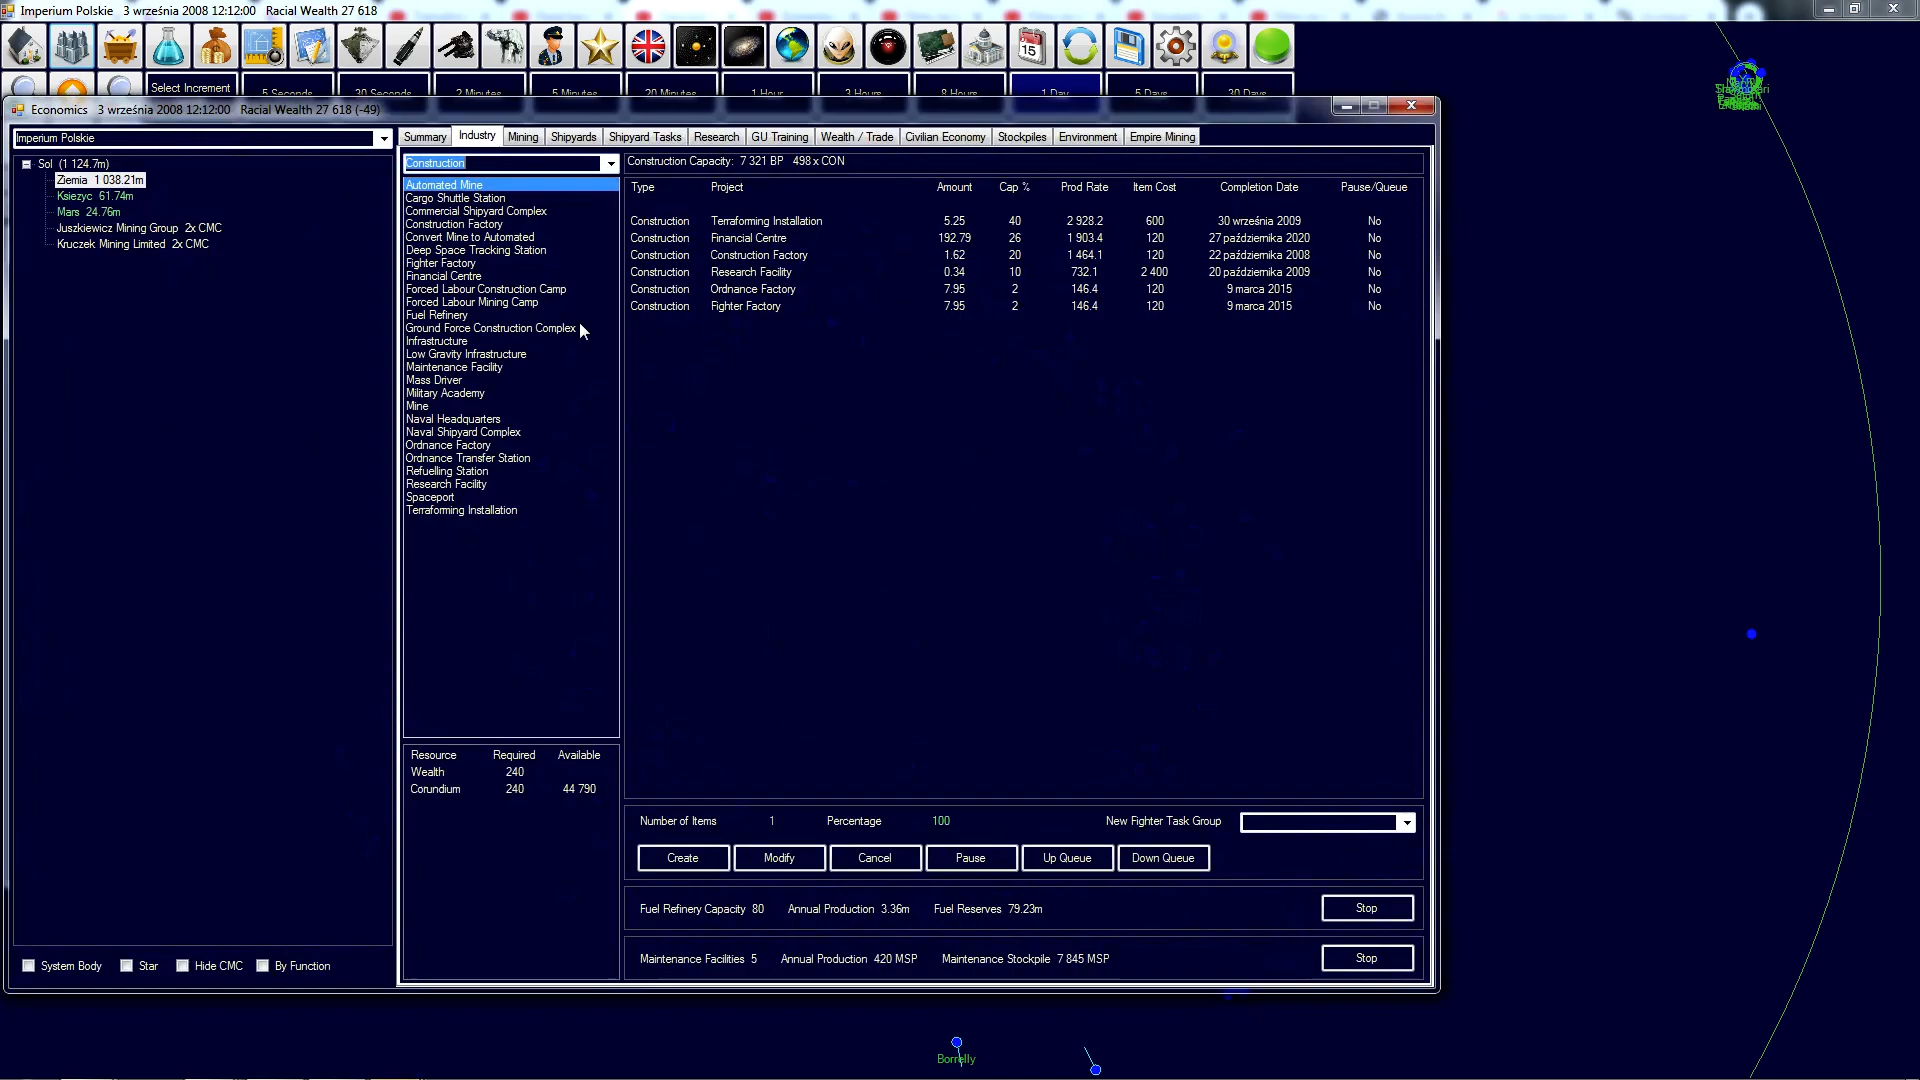 Imperium Polskie 3 września 2008 12:12:00 Racial Wealth 27 618
15
Select Increment 5 Seconds 30 Seconds 2 Minutes 5 Minutes 20 Minutes 1 Hour 3 Hours 8 Hours 1 Day 5 Days 30 Days
Economics 3 września 2008 12:12:00 Racial Wealth 27 618 (-49)
Imperium Polskie
Sol (1 124.7m)
Ziemia 1 038.21m
Ksiezyc 61.74m
Mars 24.76m
Juszkiewicz Mining Group 2x CMC
Kruczek Mining Limited 2x CMC
System Body Star Hide CMC By Function
Summary Industry Mining Shipyards Shipyard Tasks Research GU Training Wealth / Trade Civilian Economy Stockpiles Environment Empire Mining
Construction
Automated Mine
Cargo Shuttle Station
Commercial Shipyard Complex
Construction Factory
Convert Mine to Automated
Deep Space Tracking Station
Fighter Factory
Financial Centre
Forced Labour Construction Camp
Forced Labour Mining Camp
Fuel Refinery
Ground Force Construction Complex
Infrastructure
Low Gravity Infrastructure
Maintenance Facility
Mass Driver
Military Academy
Mine
Naval Headquarters
Naval Shipyard Complex
Ordnance Factory
Ordnance Transfer Station
Refuelling Station
Research Facility
Spaceport
Terraforming Installation
Resource Required Available
Wealth 240
Corundium 240 44 790
Construction Capacity: 7 321 BP 498 x CON
Type Project Amount Cap % Prod Rate Item Cost Completion Date Pause/Queue
Construction Terraforming Installation 5.25 40 2 928.2 600 30 września 2009 No
Construction Financial Centre 192.79 26 1 903.4 120 27 października 2020 No
Construction Construction Factory 1.62 20 1 464.1 120 22 października 2008 No
Construction Research Facility 0.34 10 732.1 2 400 20 października 2009 No
Construction Ordnance Factory 7.95 2 146.4 120 9 marca 2015 No
Construction Fighter Factory 7.95 2 146.4 120 9 marca 2015 No
Number of Items 1 Percentage 100 New Fighter Task Group
Create Modify Cancel Pause Up Queue Down Queue
Fuel Refinery Capacity 80 Annual Production 3.36m Fuel Reserves 79.23m Stop
Maintenance Facilities 5 Annual Production 420 MSP Maintenance Stockpile 7 845 MSP Stop
Borrelly